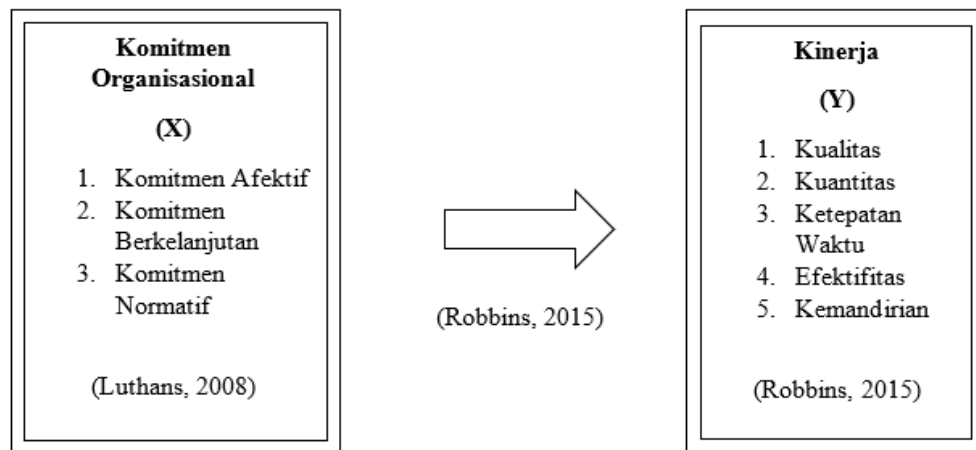 Komitmen
Organisasional
(X)
1. Komitmen Afektif
2. Komitmen
Berkelanjutan
3. Komitmen
Normatif
(Luthans, 2008)
(Robbins, 2015)
Kinerja
(Y)
1. Kualitas
2. Kuantitas
3. Ketepatan
Waktu
4. Efektifitas
5. Kemandirian
(Robbins, 2015)